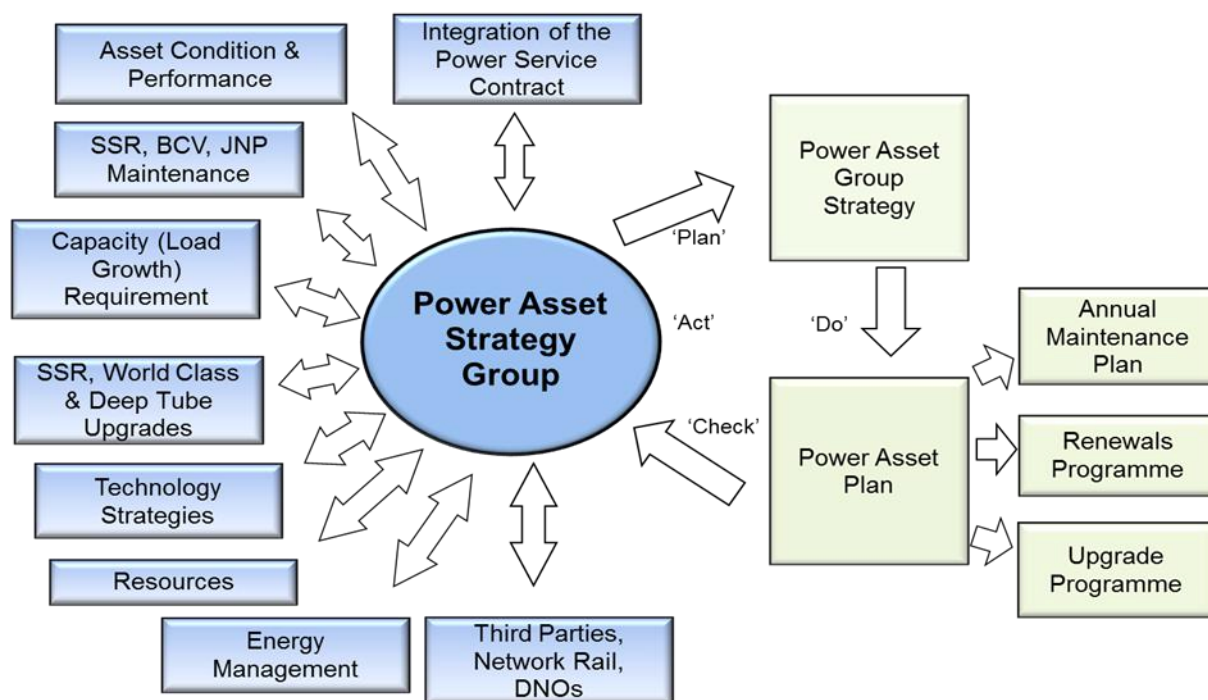 Asset Condition &
Performance
Integration of the
Power Service
Contract
SSR, BCV, JNP
Maintenance
Capacity (Load
Growth)
Requirement
SSR, World Class
& Deep Tube
Upgrades
Technology
Strategies
Resources
Energy
Management
Third Parties,
Network Rail,
DNOs
Power Asset
Strategy
Group
‘Plan’
‘Act’
‘Check’
‘Do’
Power Asset
Group
Strategy
Power Asset
Plan
Annual
Maintenance
Plan
Renewals
Programme
Upgrade
Programme